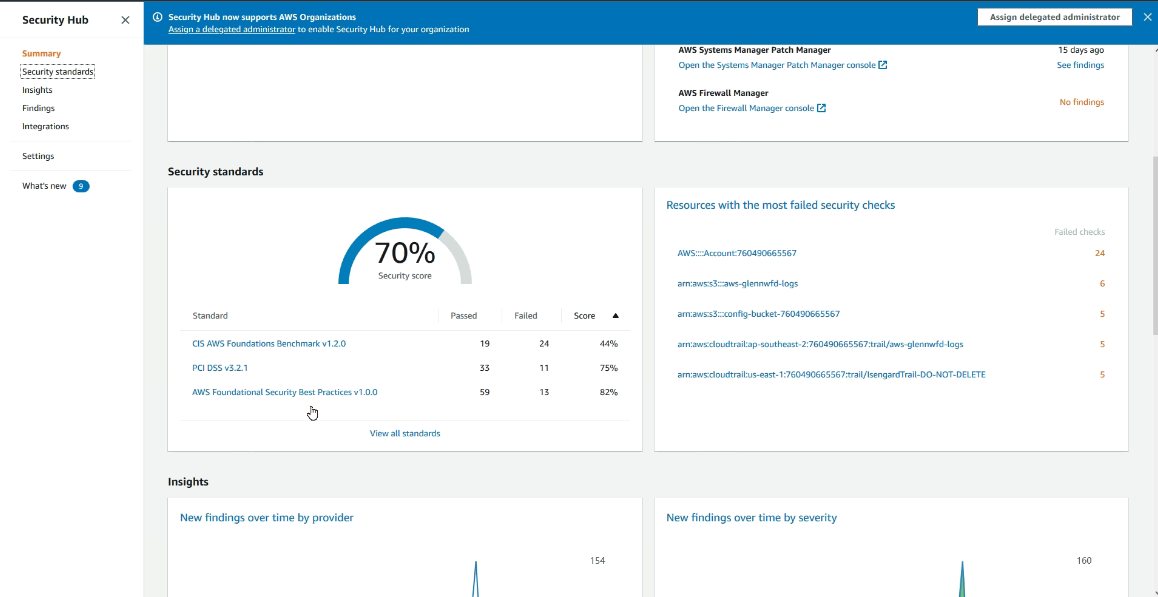 Security Hub
Summary
Security standards
Insights
Findings
Integrations
Settings
What's new 9
Security Hub now supports AWS Organizations
Assign a delegated administrator to enable Security Hub for your organization
Assign delegated administrator
AWS Systems Manager Patch Manager 15 days ago
Open the Systems Manager Patch Manager console See findings
AWS Firewall Manager
Open the Firewall Manager console No findings
Security standards
70%
Security score
Standard Passed Failed Score
CIS AWS Foundations Benchmark v1.2.0 19 24 44%
PCI DSS v3.2.1 33 11 75%
AWS Foundational Security Best Practices v1.0.0 59 13 82%
View all standards
Resources with the most failed security checks
Failed checks
AWS::::Account:760490665567 24
arn:aws:s3:::aws-glennwfd-logs 6
arn:aws:s3:::config-bucket-760490665567 5
arn:aws:cloudtrail:ap-southeast-2:760490665567:trail/aws-glennwfd-logs 5
arn:aws:cloudtrail:us-east-1:760490665567:trail/IsengardTrail-DO-NOT-DELETE 5
Insights
New findings over time by provider
154
New findings over time by severity
160